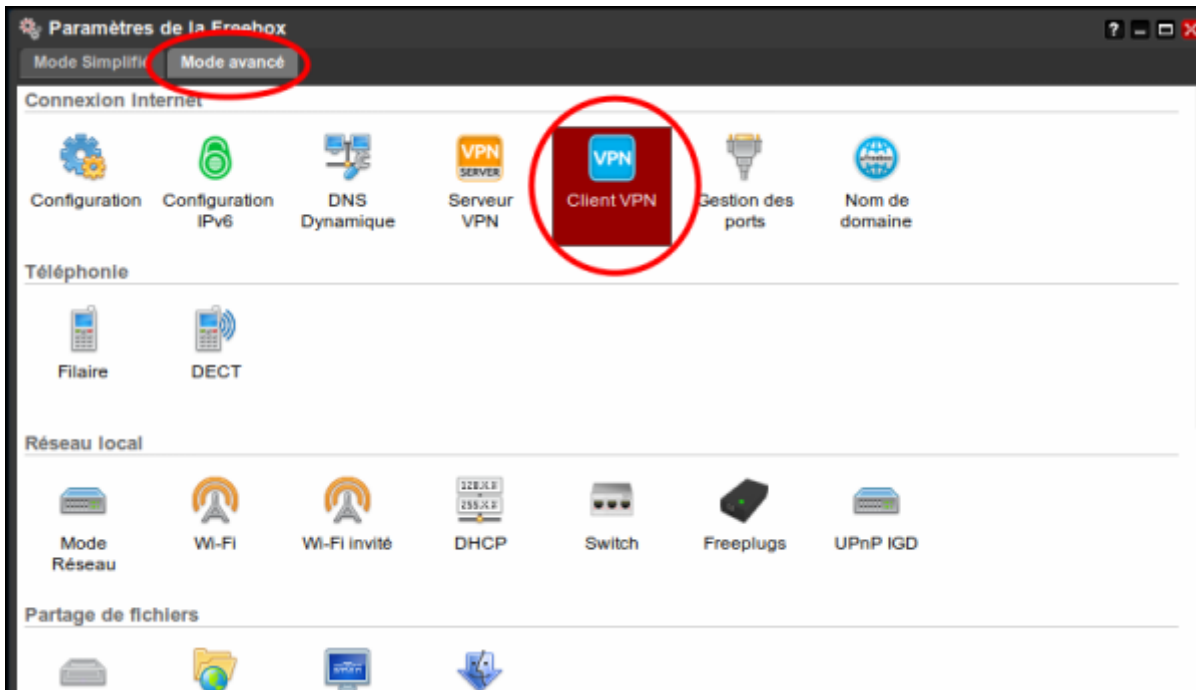 Paramètres de la Freebox
Mode Simplifié
Mode avancé
Connexion Internet
VPN
SERVER
VPN
Configuration
Configuration
IPv6
DNS
Dynamique
Serveur
VPN
Client VPN
Gestion des
ports
Nom de
domaine
Téléphonie
Filaire
DECT
Réseau local
128.X.X
255.X.X
Mode
Réseau
Wi-Fi
Wi-Fi invité
DHCP
Switch
Freeplugs
UPnP IGD
Partage de fichiers